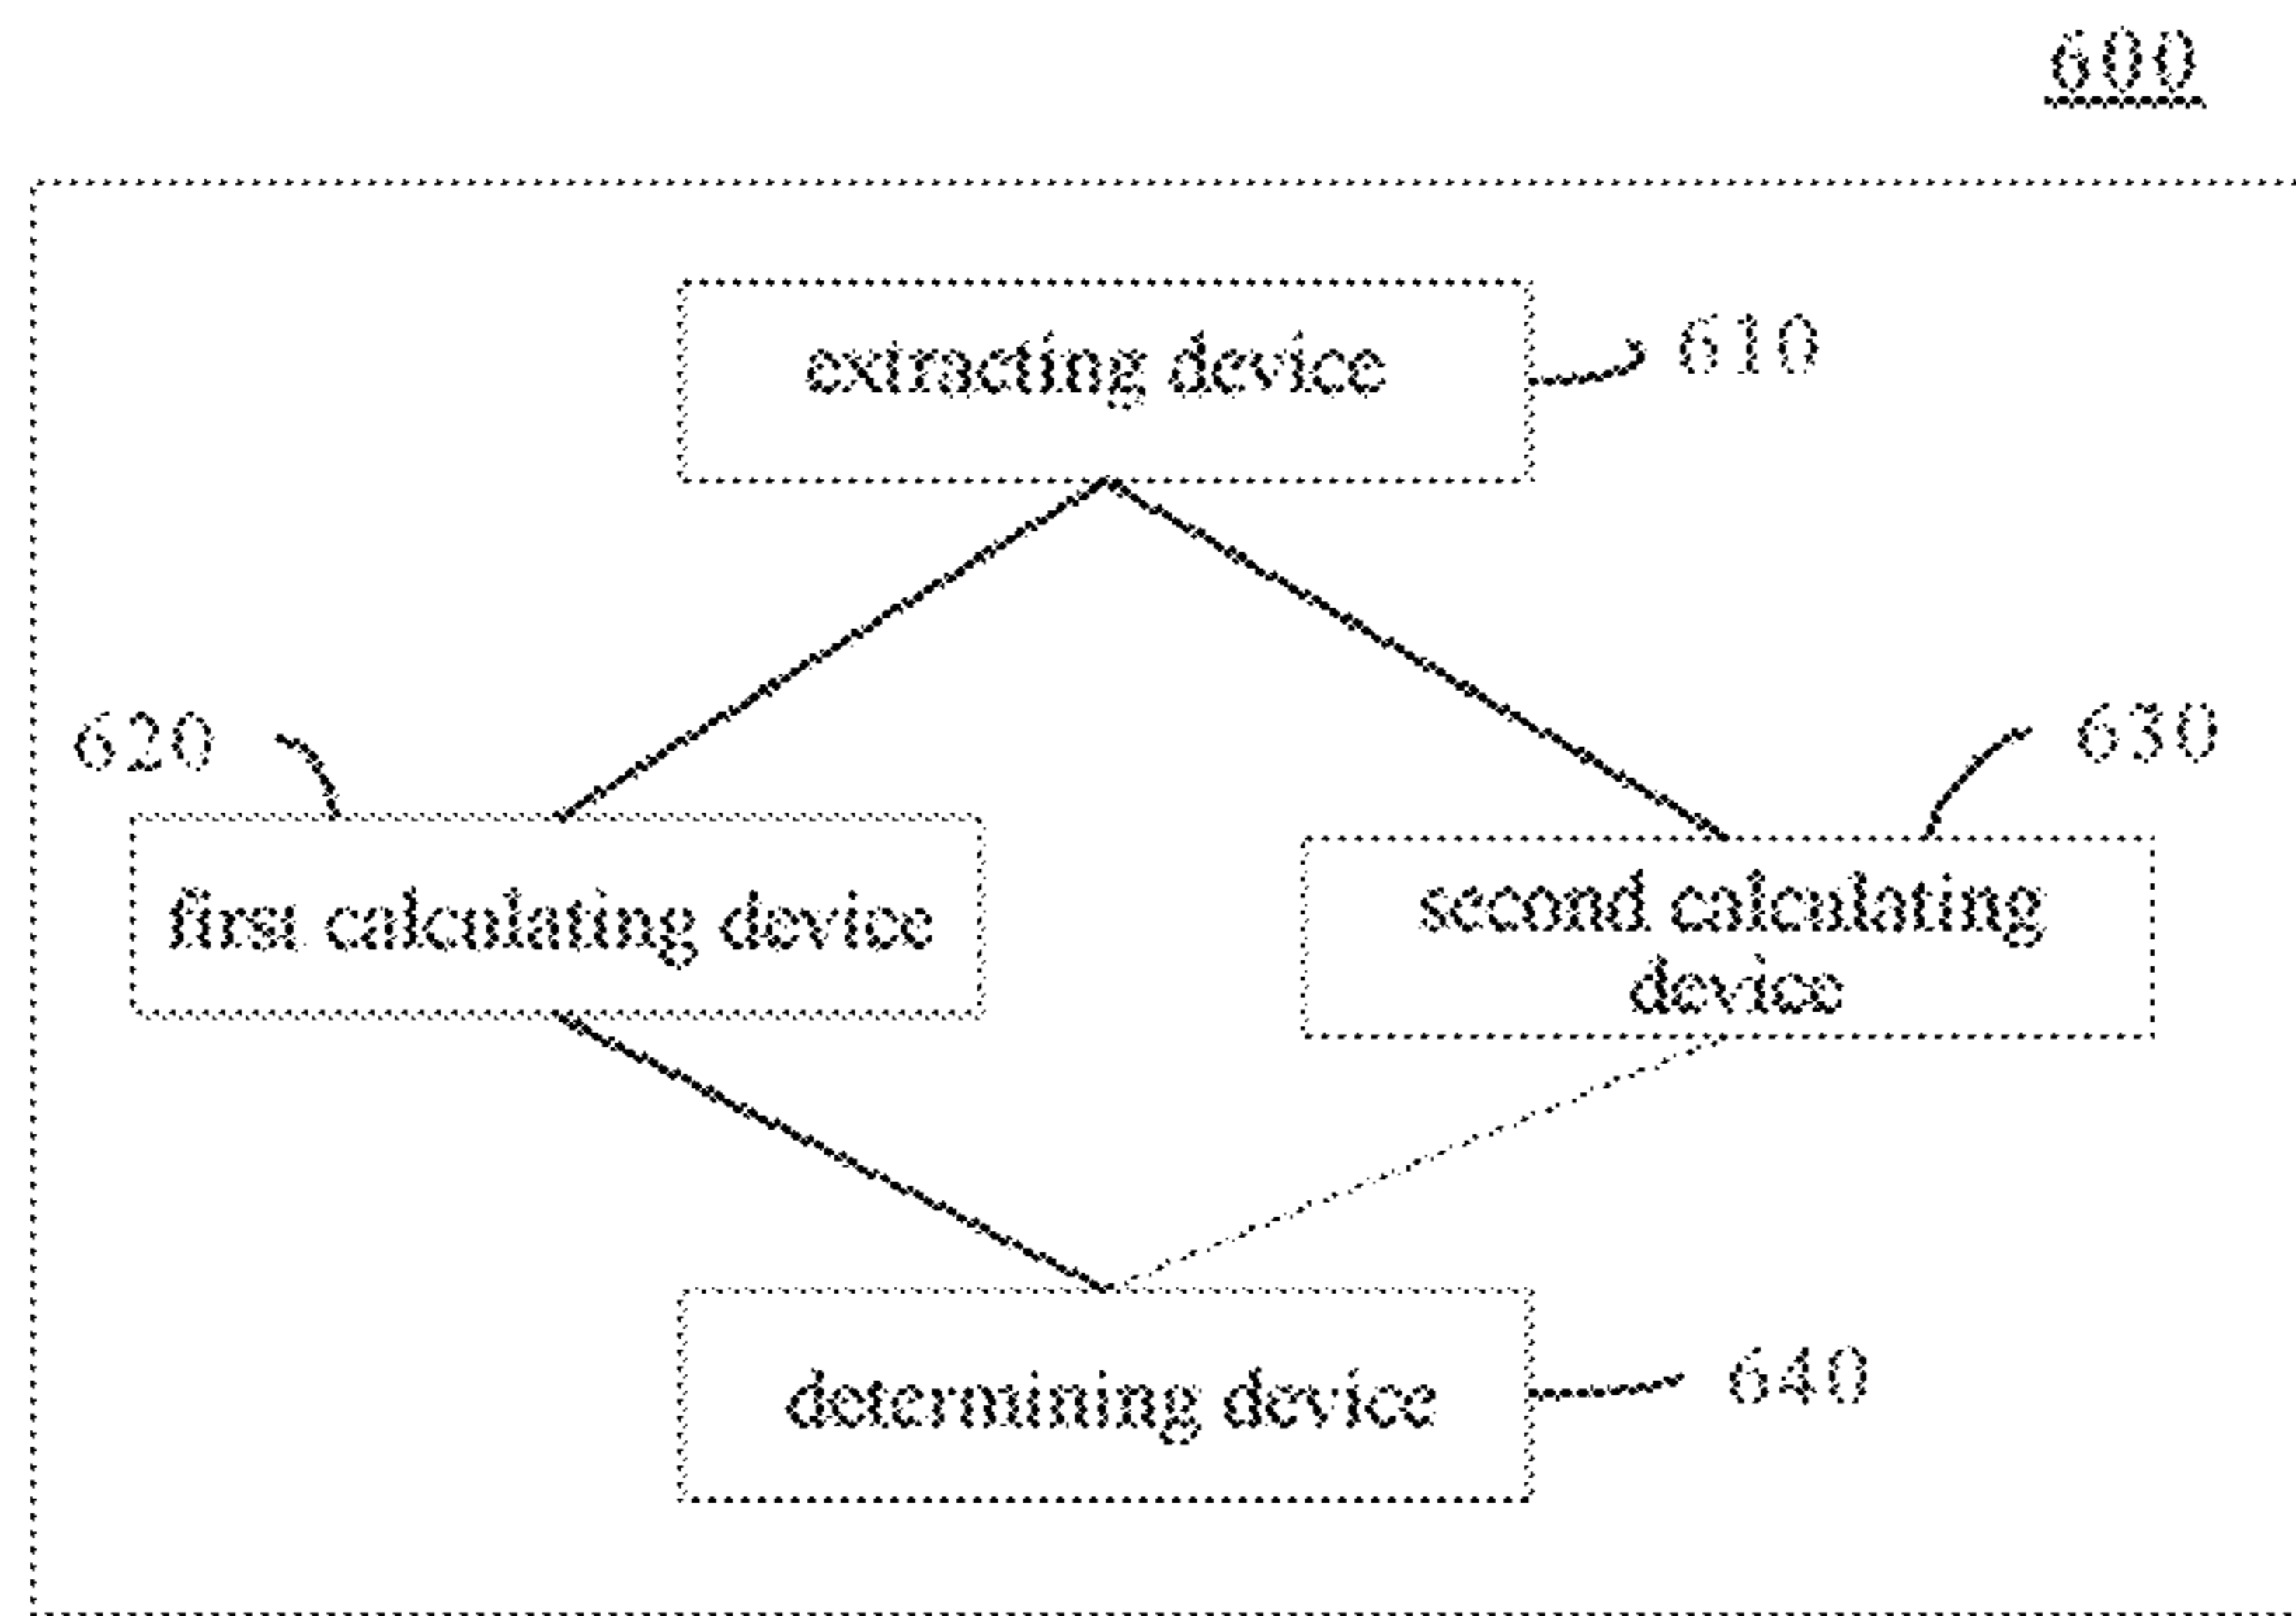 600
extracting device
610
620
630
first calculating device
second calculating
device
determining device
640